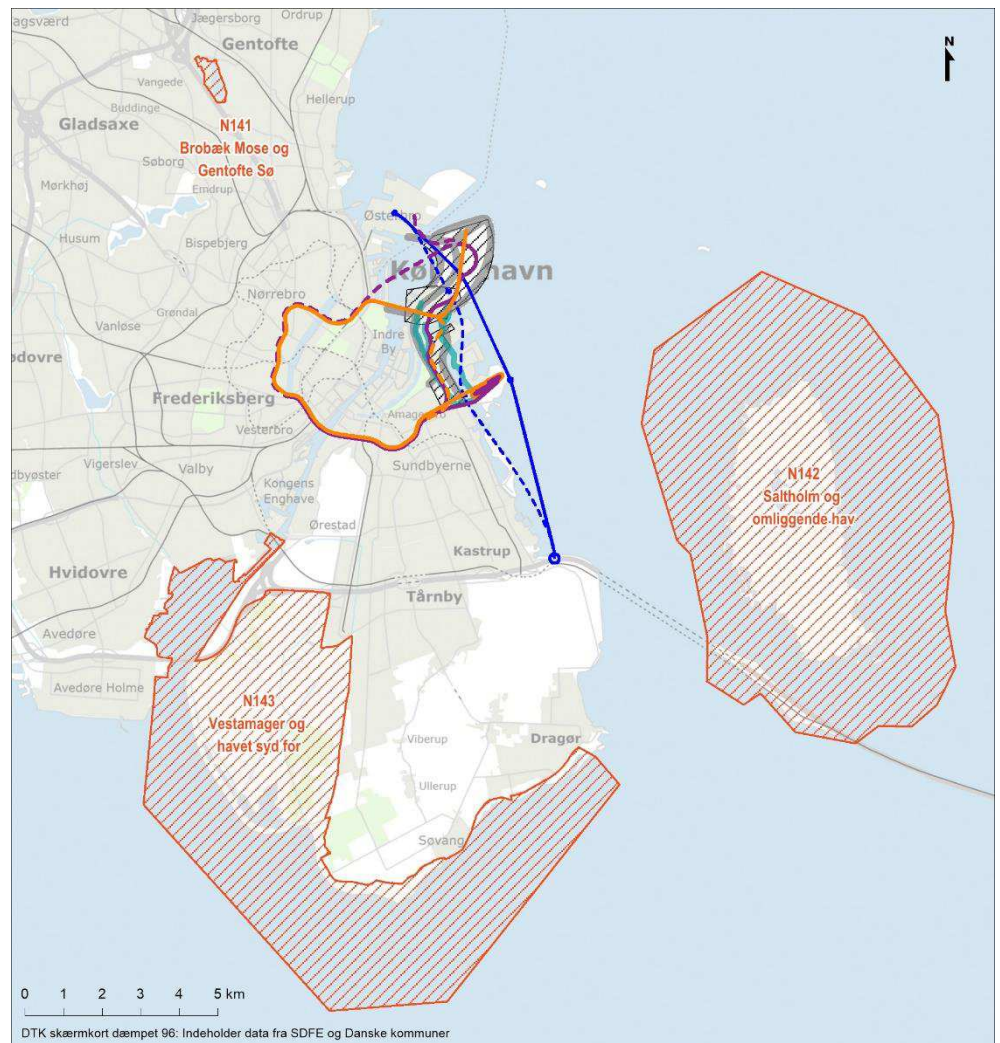 Jægersborg
Ordrup
agsværd
Gentofte
N
Vangede
Hellerup
Buddinge
Gladsaxe
N141
Brobæk Mose og
Gentofte Sø
Søborg
Emdrup
Mørkhøj
Husum
Bispebjerg
Nørrebro
Grøndal
Vanløse
Indre
By
ødovre
Frederiksberg
Vesterbro
Sundbyerne
Vigerslev
Valby
dbyøster
Kongens
Enghave
Ørestad
N142
Saltholm og
omliggende hav
Kastrup
Hvidovre
Tårnby
Avedøre
Avedøre Holme
N143
Vestamager og
havet syd for
Viberup
Dragør
Ullerup
Søvang
0 1 2 3 4 5 km
DTK skærmkort dæmpet 96: Indeholder data fra SDFE og Danske kommuner